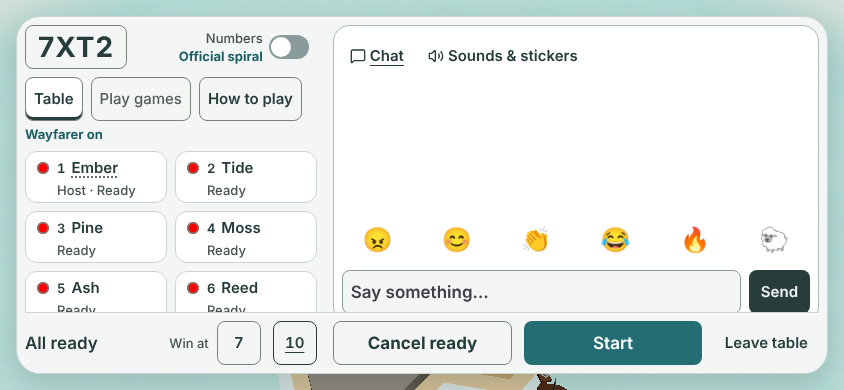 7XT2
Numbers
Official spiral
Table
Play games
How to play
Wayfarer on
1 Ember
Host · Ready
2 Tide
Ready
3 Pine
Ready
4 Moss
Ready
5 Ash
Ready
6 Reed
Ready
Chat
Sounds & stickers
Say something...
Send
All ready
Win at
7
10
Cancel ready
Start
Leave table